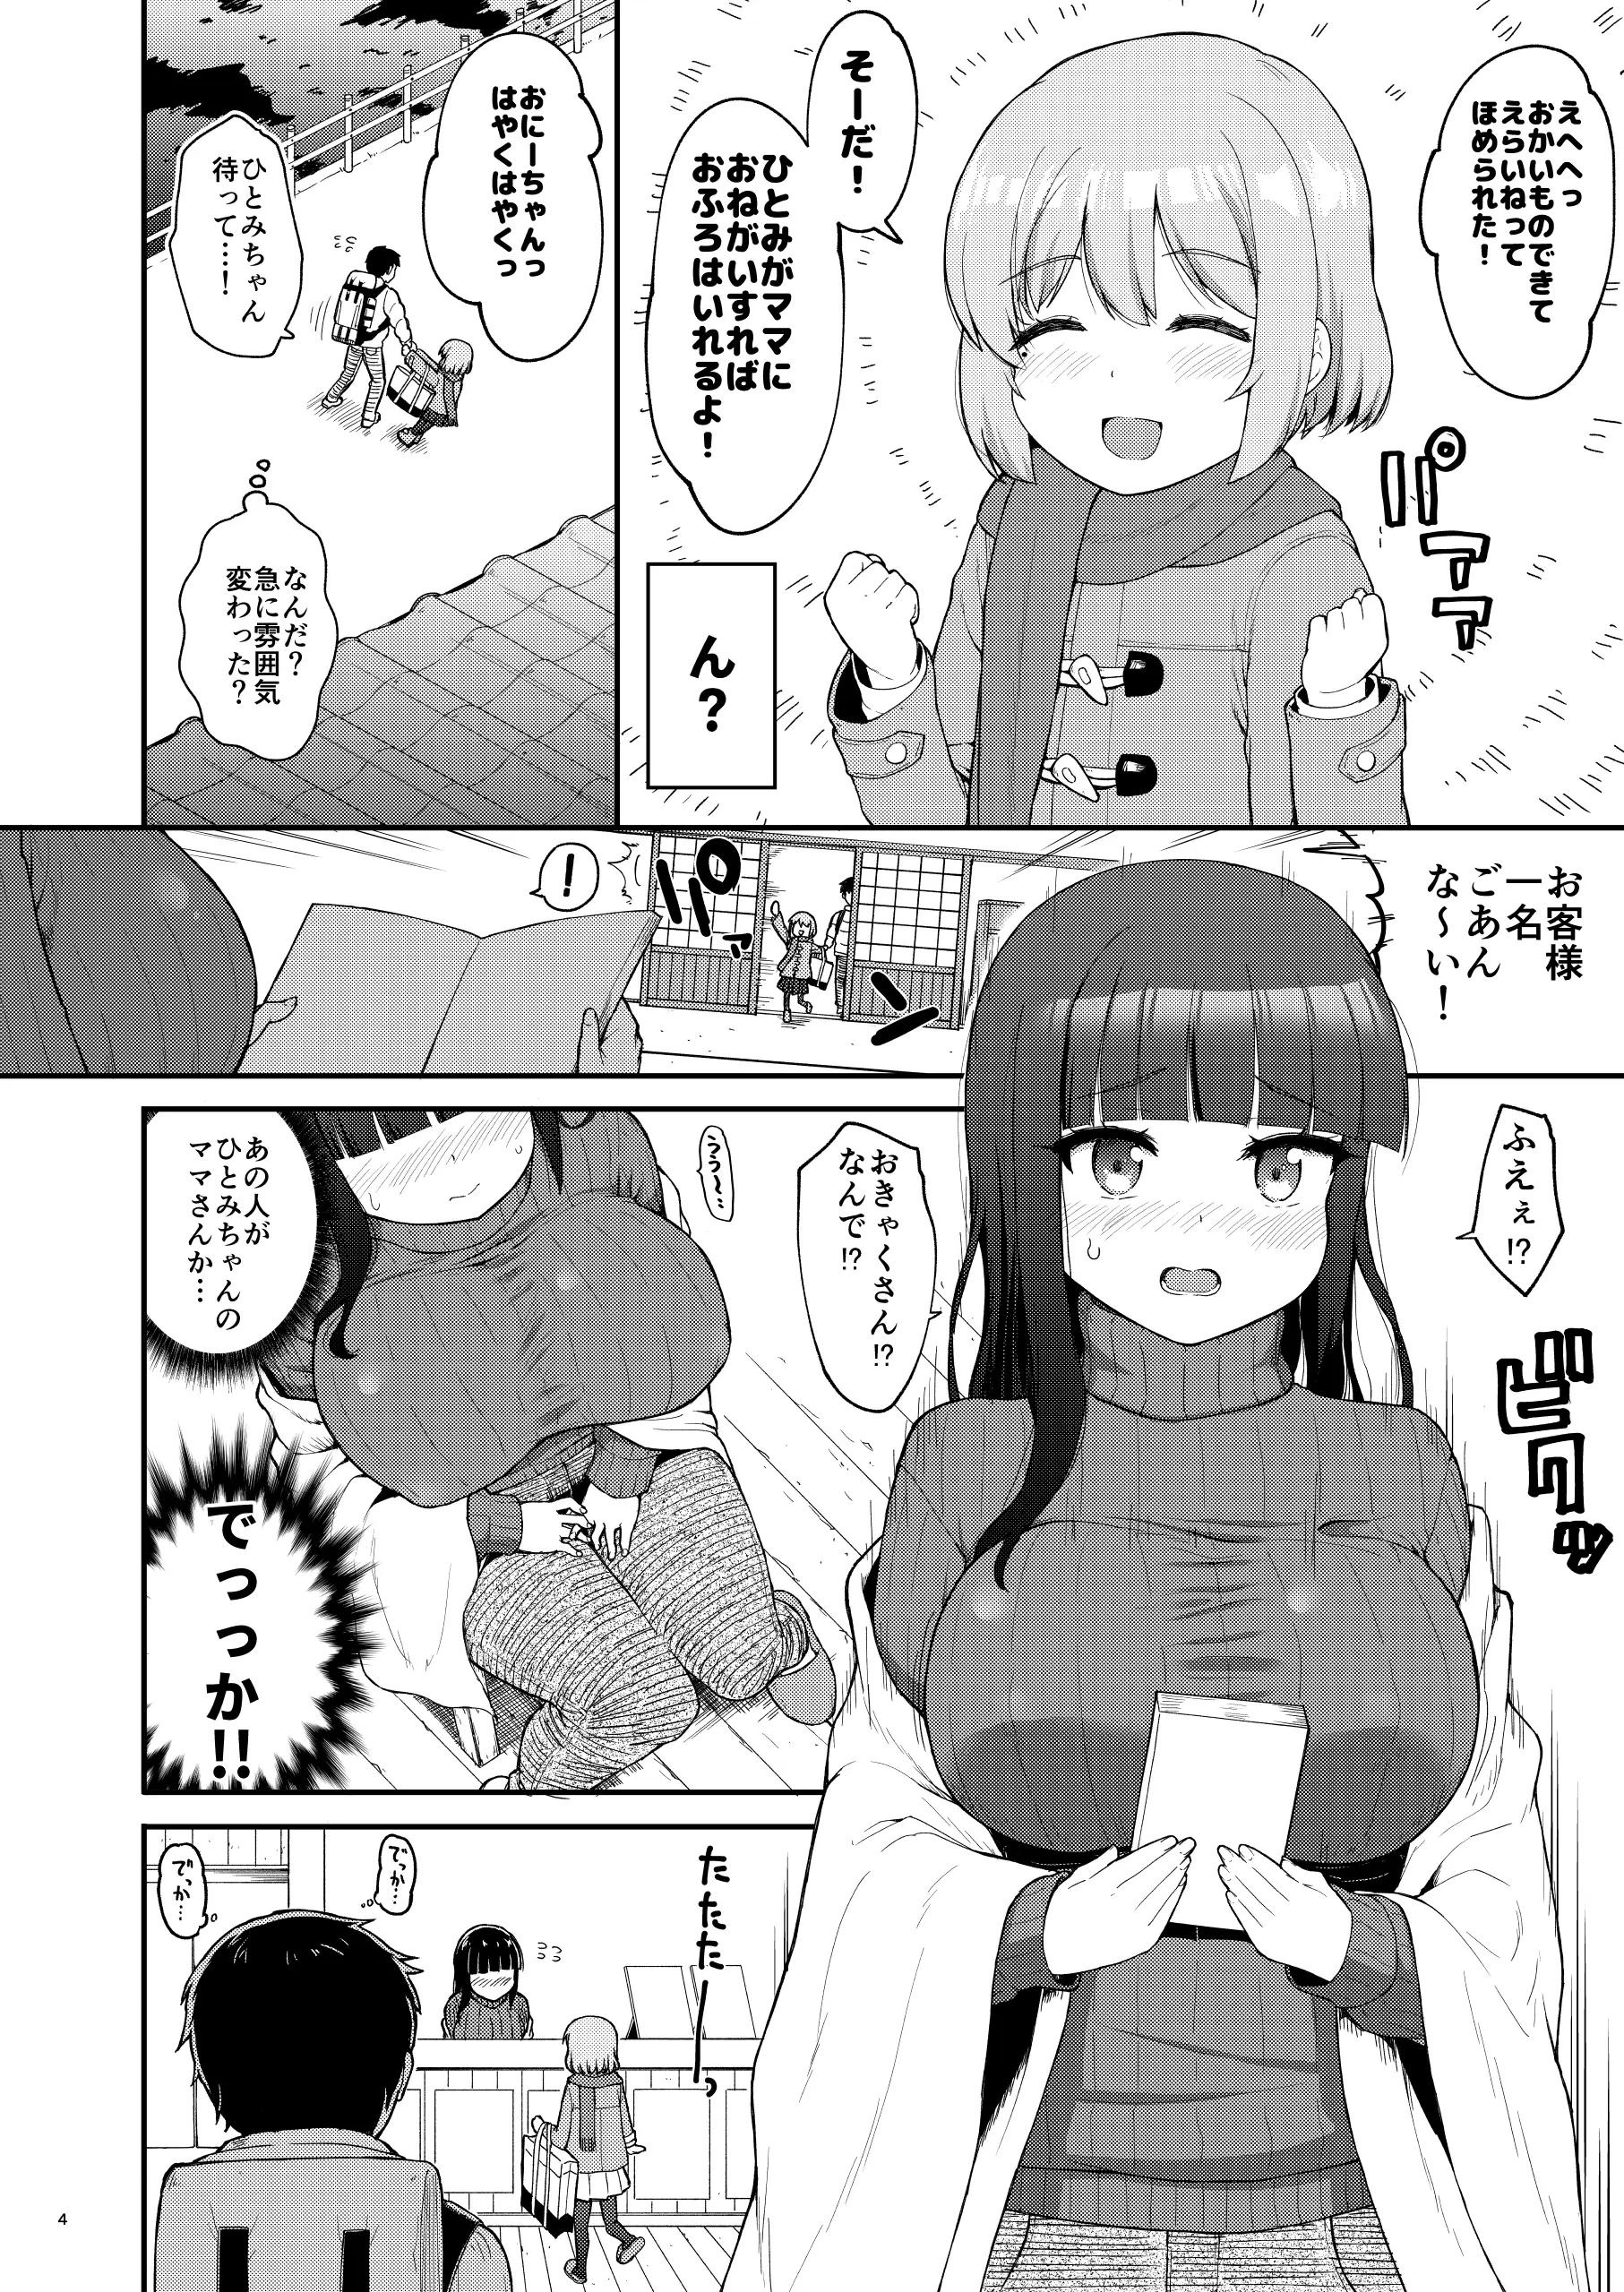 えへへっ
おかいものできて
えらいねって
ほめられた！
パァァ
そーだ！
ひとみがママに
おねがいすれば
おふろはいれるよ！
ん？
おにーちゃんっ
はやくはやくっ
ひとみちゃん
待って…！
なんだ？
急に雰囲気
変わった？
お客様
一名
ごあん
な～い！
パァン
！
ふえぇ⁉
おきゃくさん⁉
なんで⁉
ううぅ～…
あの人が
ひとみちゃんの
ママさんか…
でっっか!!
たたたーっ
でっか…
でっか…
4